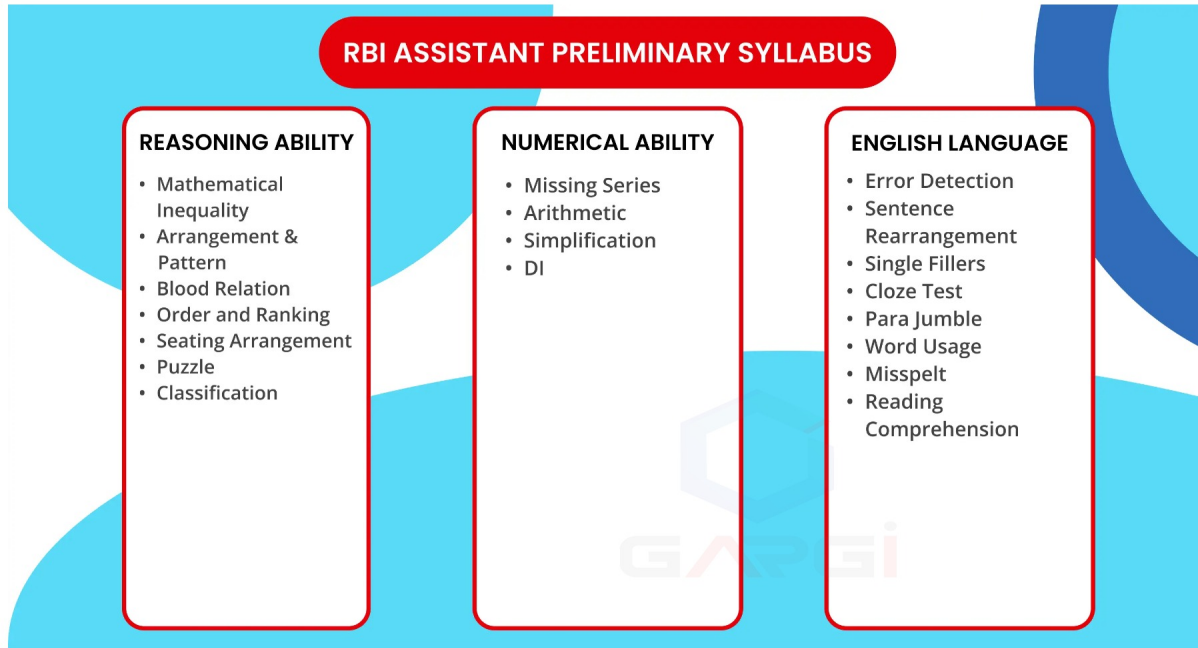 RBI ASSISTANT PRELIMINARY SYLLABUS
REASONING ABILITY
• Mathematical
Inequality
• Arrangement &
Pattern
• Blood Relation
• Order and Ranking
• Seating Arrangement
• Puzzle
• Classification
NUMERICAL ABILITY
• Missing Series
• Arithmetic
• Simplification
• DI
ENGLISH LANGUAGE
• Error Detection
• Sentence
Rearrangement
• Single Fillers
• Cloze Test
• Para Jumble
• Word Usage
• Misspelt
• Reading
Comprehension
GARGi